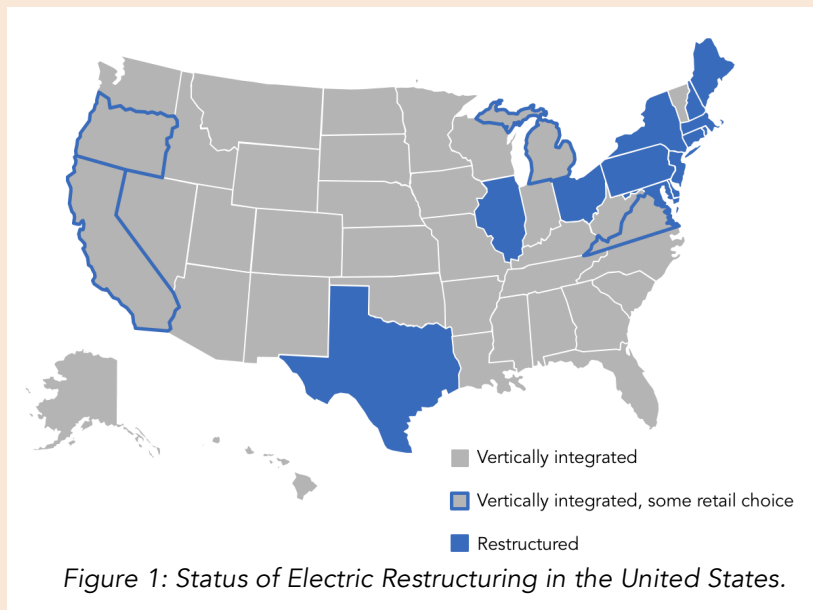 Vertically integrated
Vertically integrated, some retail choice
Restructured
Figure 1: Status of Electric Restructuring in the United States.